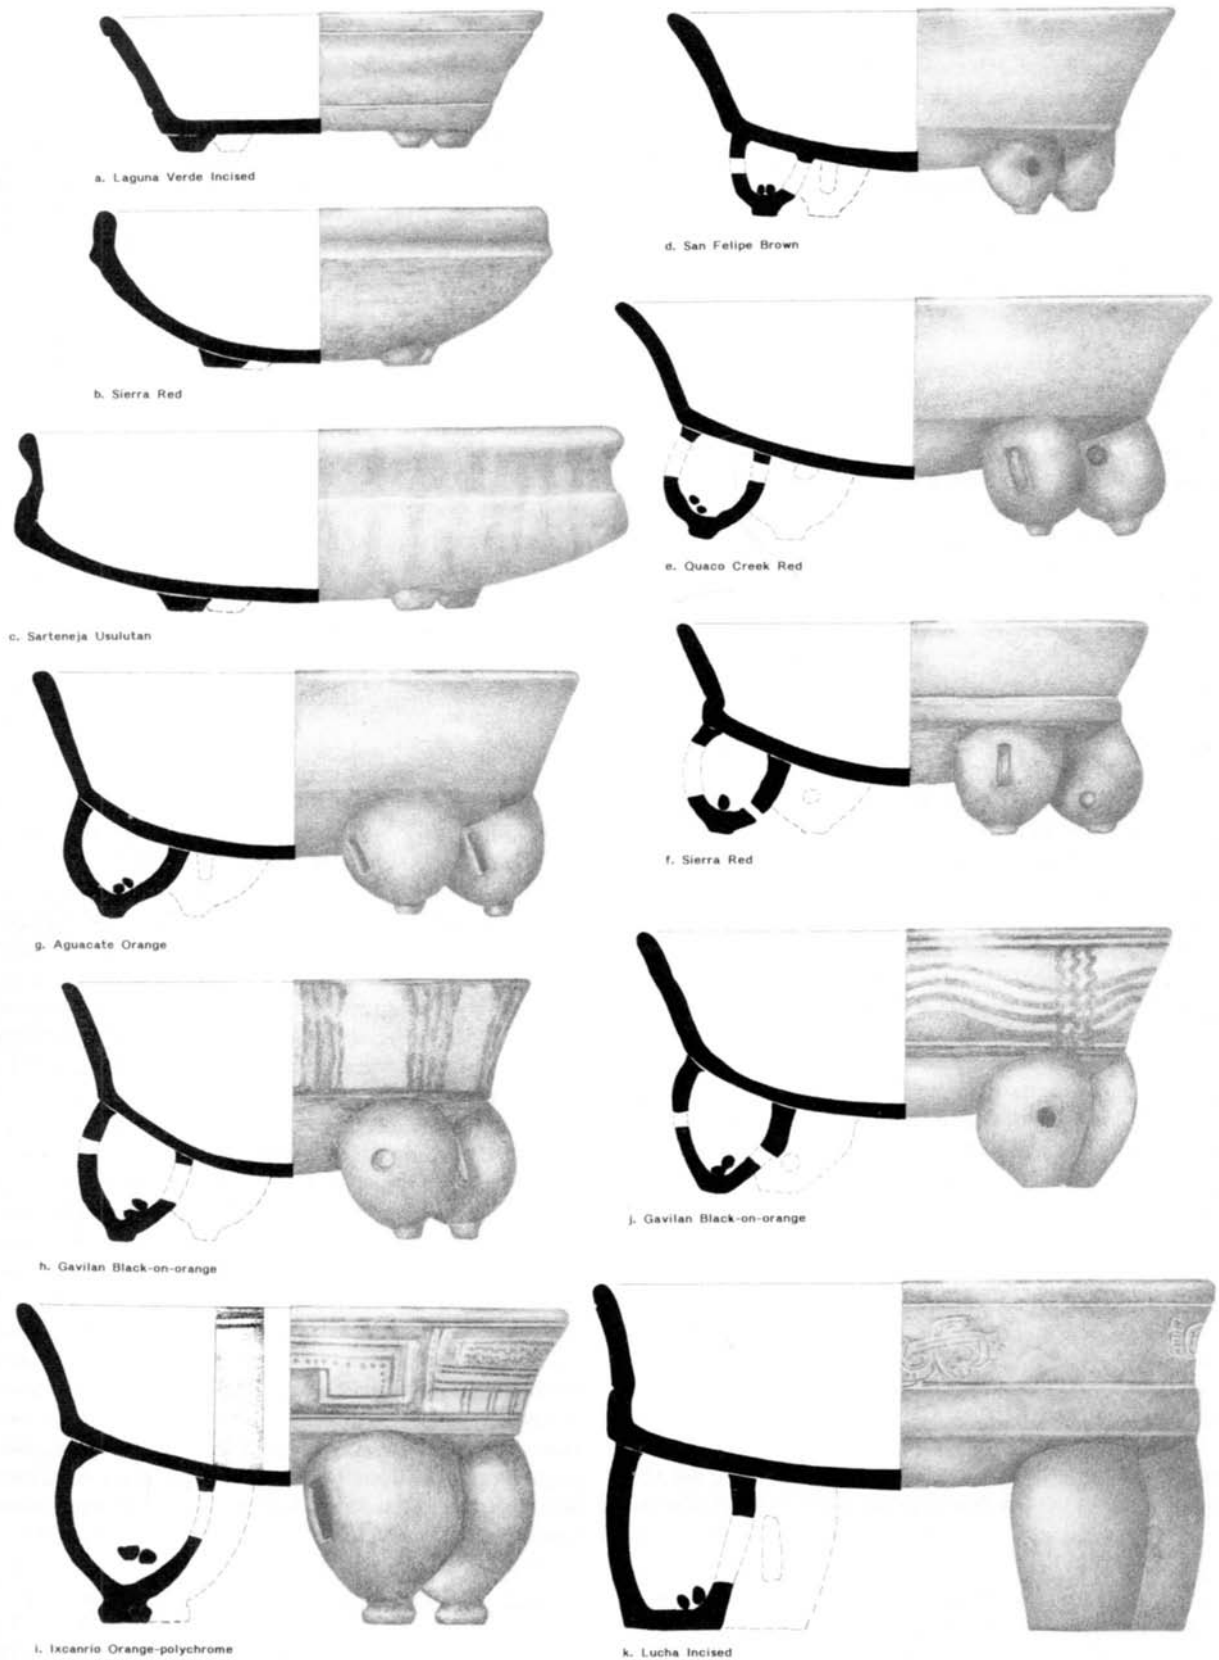 a. Laguna Verde Incised
b. Sierra Red
c. Sarteneja Usulutan
d. San Felipe Brown
e. Quaco Creek Red
f. Sierra Red
g. Aguacate Orange
h. Gavilan Black-on-orange
i. Ixcanrio Orange-polychrome
j. Gavilan Black-on-orange
k. Lucha Incised